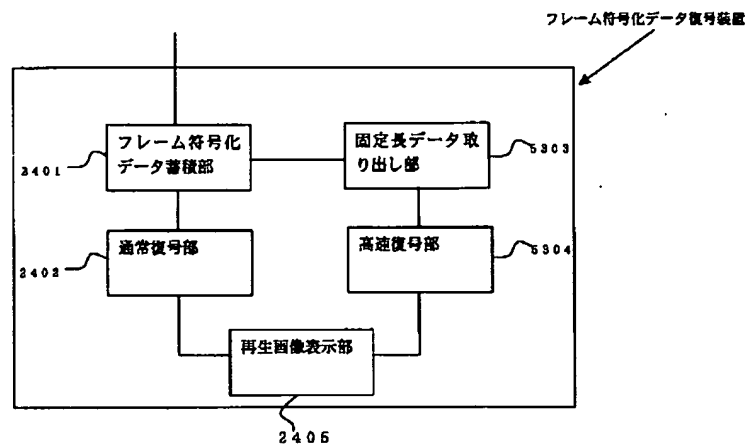 フレーム符号化データ復号装置
フレーム符号化
データ蓄積部
固定長データ取
り出し部
2401
5303
通常復号部
高速復号部
2402
5304
再生画像表示部
2405